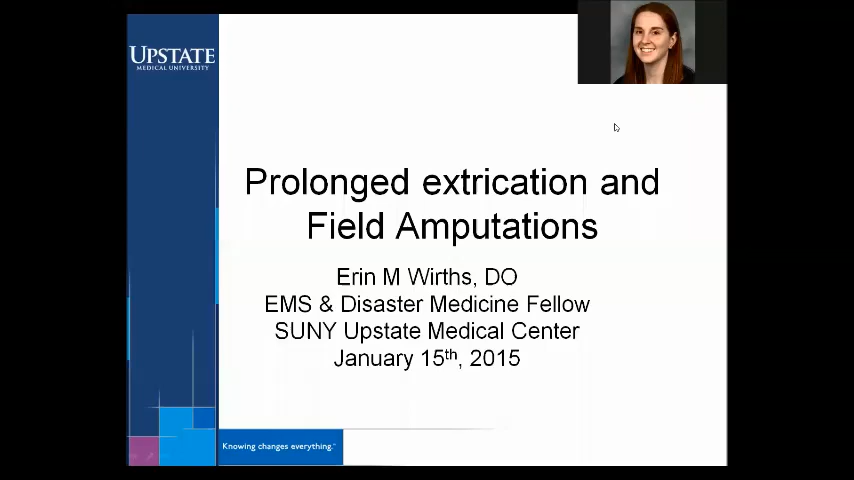 UPSTATE
MEDICAL UNIVERSITY
Prolonged extrication and
Field Amputations
Erin M Wirths, DO
EMS & Disaster Medicine Fellow
SUNY Upstate Medical Center
January 15th, 2015
Knowing changes everything.™